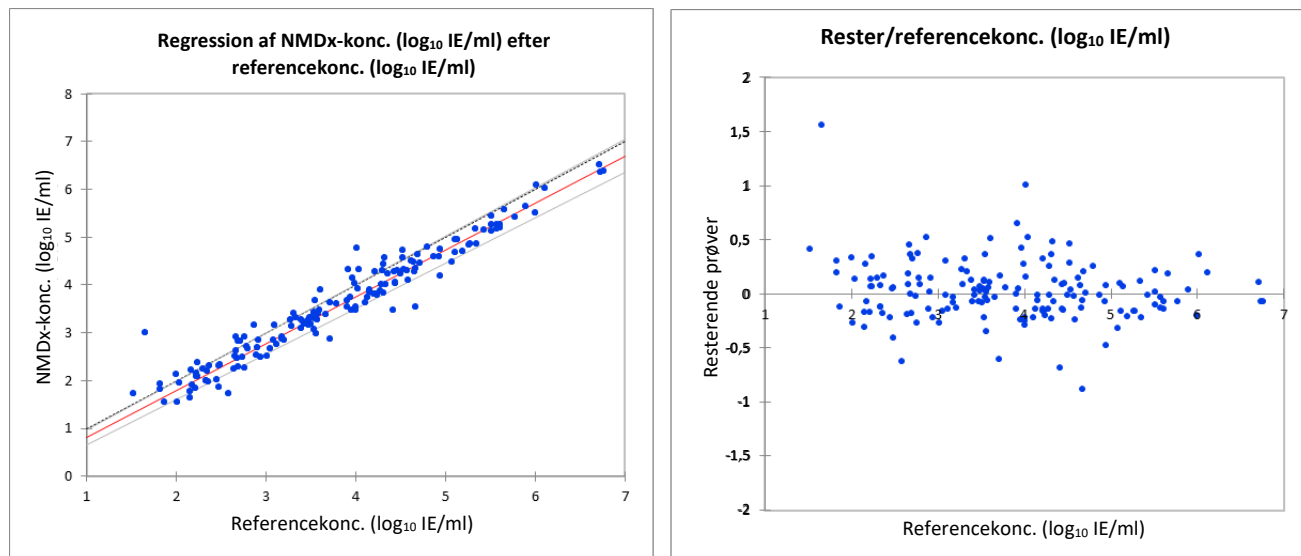 Regression af NMDx-konc. (log₁₀ IE/ml) efter
referencekonc. (log₁₀ IE/ml)
NMDx-konc. (log₁₀ IE/ml)
8
7
6
5
4
3
2
1
0
1 2 3 4 5 6 7
Referencekonc. (log₁₀ IE/ml)
Rester/referencekonc. (log₁₀ IE/ml)
Resterende prøver
2
1,5
1
0,5
0
-0,5
-1
-1,5
-2
1 2 3 4 5 6 7
Referencekonc. (log₁₀ IE/ml)